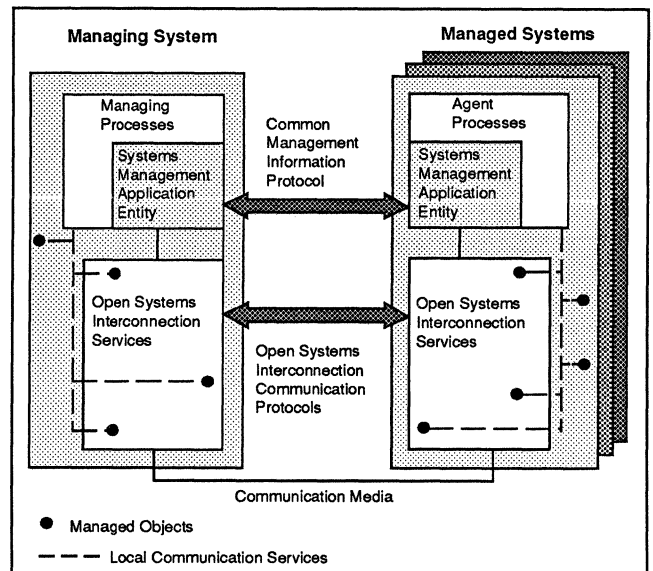 Managing System
Managed Systems
Managing
Processes
Systems
Management
Application
Entity
Common
Management
Information
Protocol
Agent
Processes
Systems
Management
Application
Entity
Open Systems
Interconnection
Services
Open Systems
Interconnection
Communication
Protocols
Open Systems
Interconnection
Services
Communication Media
Managed Objects
Local Communication Services